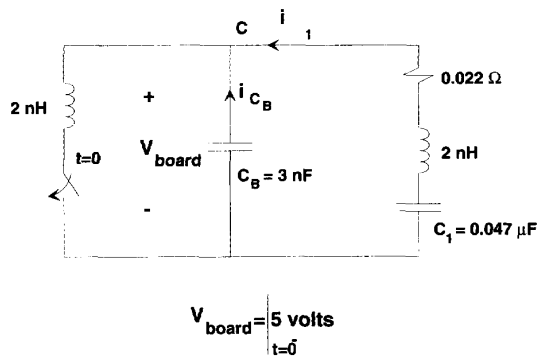 C
i 1
0.022 Ω
2 nH
+
i C_B
2 nH
V board
t=0
C_B = 3 nF
-
C_1 = 0.047 μF
V board = 5 volts
t=0⁻